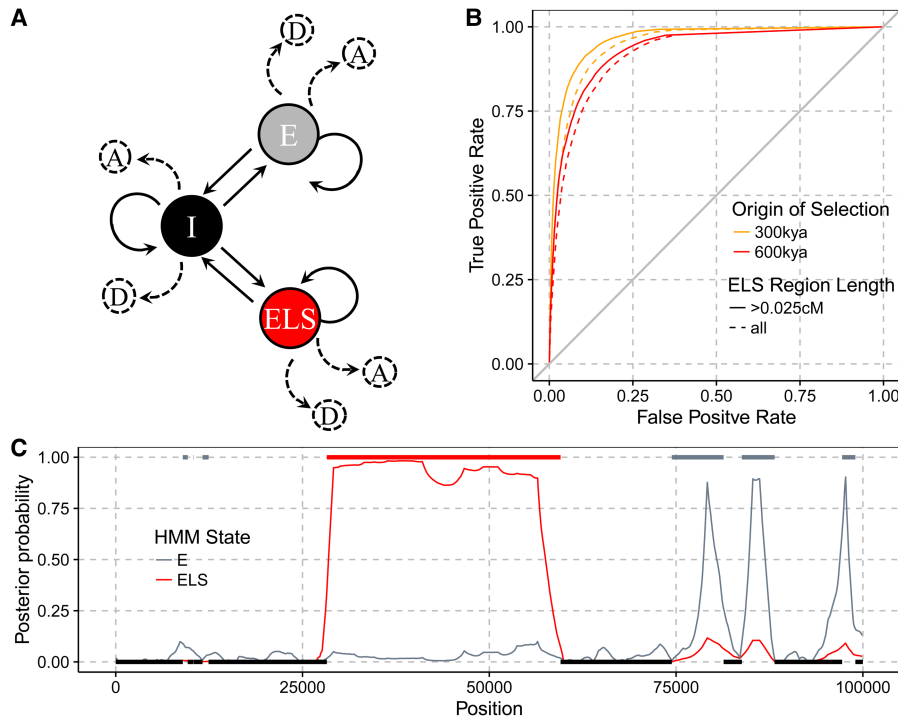 A
D
A
E
A
I
D
ELS
A
D
B
1.00
0.75
0.50
0.25
0.00
True Positive Rate
Origin of Selection
300kya
600kya
ELS Region Length
>0.025cM
all
0.00 0.25 0.50 0.75 1.00
False Positve Rate
C
1.00
0.75
0.50
0.25
0.00
Posterior probability
HMM State
E
ELS
0 25000 50000 75000 100000
Position